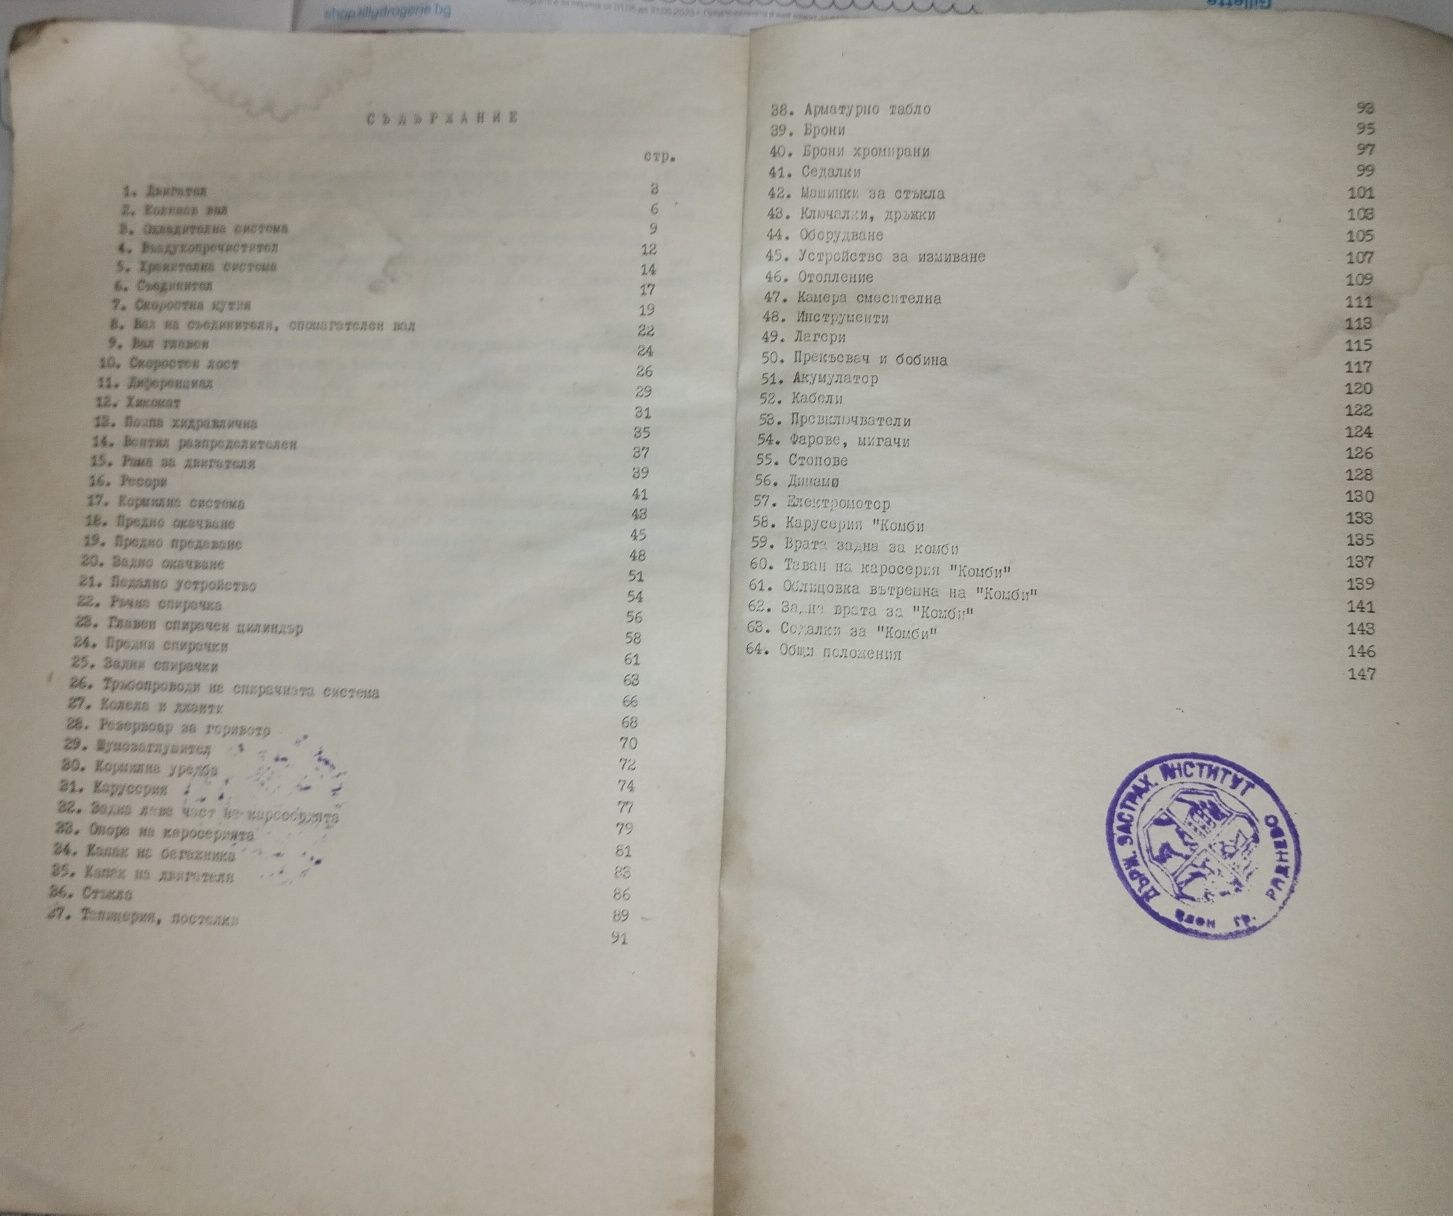 shop.lillydrogerie.bg
Gillette
СЪДЪРЖАНИЕ
стр.
1. Двигател 3
2. Колянов вал 6
3. Охладителна система 9
4. Въздухопречистител 12
5. Хранителна система 14
6. Съединител 17
7. Скоростна кутия 19
8. Вал на съединителя, спомагателен вал 22
9. Вал главен 24
10. Скоростен лост 26
11. Диференциал 29
12. Хикомат 31
13. Помпа хидравлична 35
14. Вентил разпределителен 37
15. Рама за двигателя 39
16. Ресори 41
17. Кормилна система 43
18. Предно окачване 45
19. Предно предаване 48
20. Задно окачване 51
21. Педално устройство 54
22. Ръчна спирачка 56
23. Главен спирачен цилиндър 58
24. Предни спирачки 61
25. Задни спирачки 63
26. Тръбопроводи на спирачната система 66
27. Колела и джанти 68
28. Резервоар за горивото 70
29. Шумозаглушител 72
30. Кормилна уредба 74
31. Карусерия 77
32. Задна лява част на каросерията 79
33. Опора на каросерията 81
34. Капак на багажника 83
35. Капак на двигателя 86
36. Стъкла 89
37. Тапицерия, постелки 91
38. Арматурно табло 93
39. Брони 95
40. Брони хромирани 97
41. Седалки 99
42. Машинки за стъкла 101
43. Ключалки, дръжки 103
44. Оборудване 105
45. Устройство за измиване 107
46. Отопление 109
47. Камера смесителна 111
48. Инструменти 113
49. Лагери 115
50. Прекъсвач и бобина 117
51. Акумулатор 120
52. Кабели 122
53. Превключватели 124
54. Фарове, мигачи 126
55. Стопове 128
56. Динамо 130
57. Електромотор 133
58. Карусерия "Комби 135
59. Врата задна за комби 137
60. Таван на каросерия "Комби" 139
61. Облицовка вътрешна на "Комби" 141
62. Задна врата за "Комби" 143
63. Седалки за "Комби" 146
64. Общи положения 147
ДЪРЖ. ЗАСТРАХ. ИНСТИТУТ
РАДНЕВО